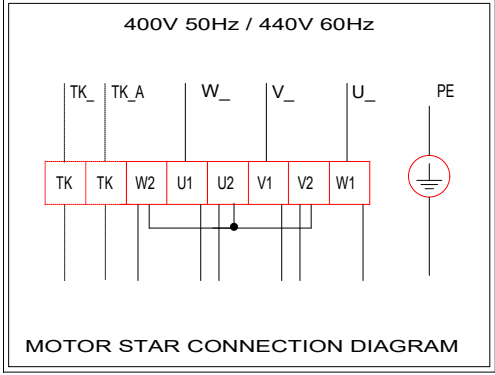 400V 50Hz / 440V 60Hz
TK_ TK_A W_ V_ U_ PE
TK TK W2 U1 U2 V1 V2 W1
MOTOR STAR CONNECTION DIAGRAM